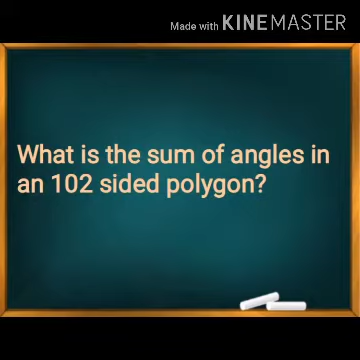 Made with KINEMASTER
What is the sum of angles in
an 102 sided polygon?